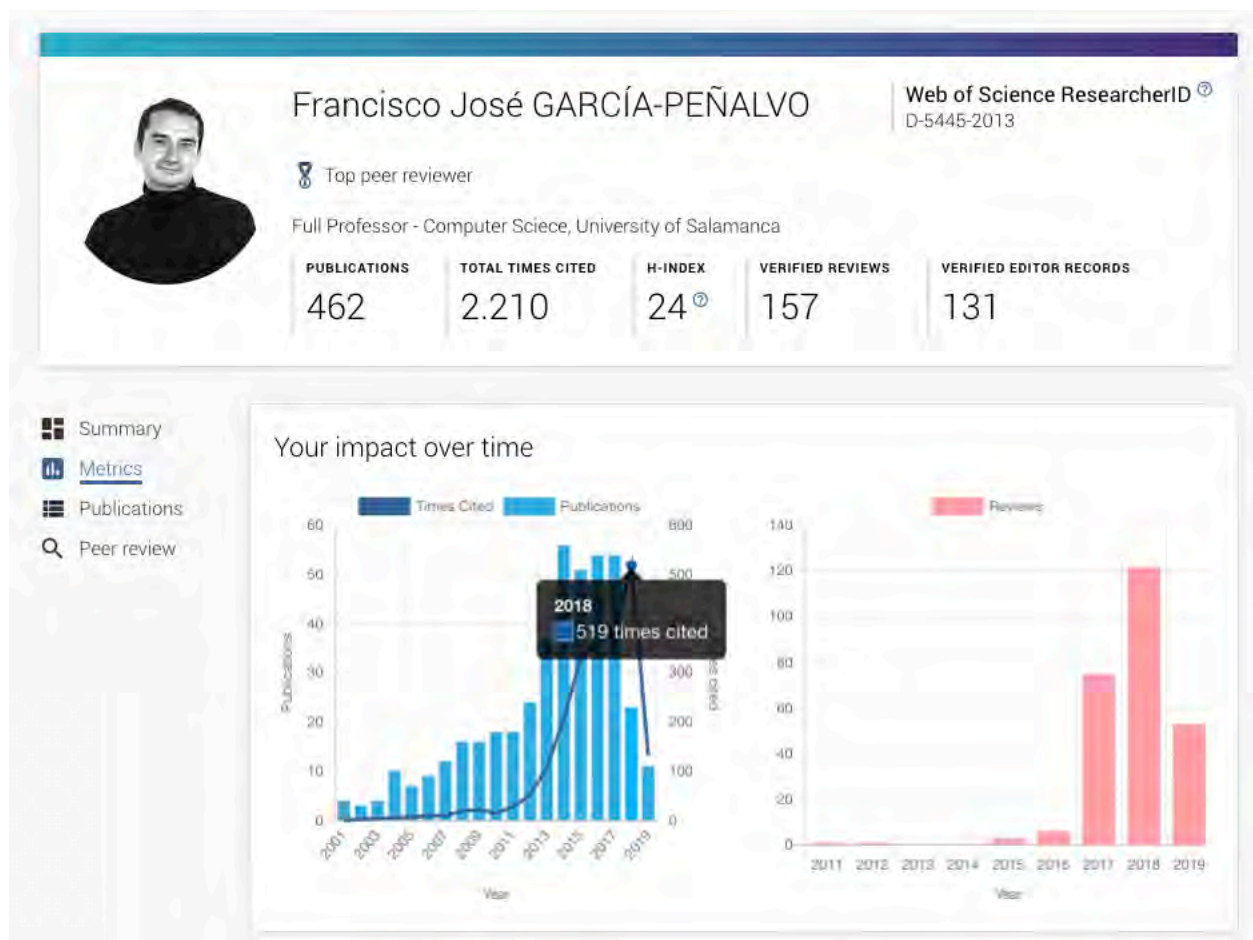 Francisco José GARCÍA-PEÑALVO
Web of Science ResearcherID
D-5445-2013
Top peer reviewer
Full Professor - Computer Sciece, University of Salamanca
PUBLICATIONS
462
TOTAL TIMES CITED
2.210
H-INDEX
24
VERIFIED REVIEWS
157
VERIFIED EDITOR RECORDS
131
Summary
Metrics
Publications
Peer review
Your impact over time
Times Cited
Publications
60
50
40
30
20
10
0
Publications
600
500
300
200
100
0
2018
519 times cited
2001
2003
2005
2007
2009
2011
2013
2015
2017
2019
Year
Reviews
140
120
100
80
60
40
20
0
2011
2012
2013
2014
2015
2016
2017
2018
2019
Year